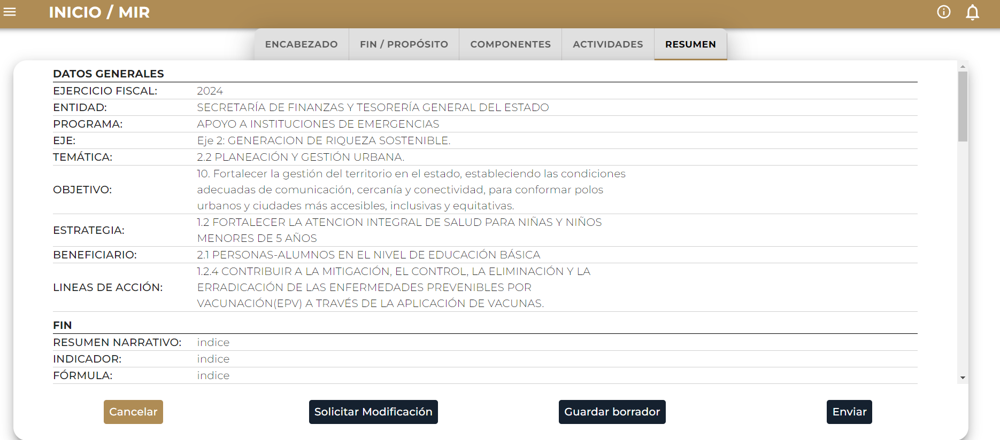 INICIO / MIR
ENCABEZADO
FIN / PROPÓSITO
COMPONENTES
ACTIVIDADES
RESUMEN
DATOS GENERALES
EJERCICIO FISCAL: 2024
ENTIDAD: SECRETARÍA DE FINANZAS Y TESORERÍA GENERAL DEL ESTADO
PROGRAMA: APOYO A INSTITUCIONES DE EMERGENCIAS
EJE: Eje 2: GENERACION DE RIQUEZA SOSTENIBLE.
TEMÁTICA: 2.2 PLANEACIÓN Y GESTIÓN URBANA.
OBJETIVO: 10. Fortalecer la gestión del territorio en el estado, estableciendo las condiciones
adecuadas de comunicación, cercanía y conectividad, para conformar polos
urbanos y ciudades más accesibles, inclusivas y equitativas.
ESTRATEGIA: 1.2 FORTALECER LA ATENCION INTEGRAL DE SALUD PARA NIÑAS Y NIÑOS
MENORES DE 5 AÑOS
BENEFICIARIO: 2.1 PERSONAS-ALUMNOS EN EL NIVEL DE EDUCACIÓN BÁSICA
LINEAS DE ACCIÓN: 1.2.4 CONTRIBUIR A LA MITIGACIÓN, EL CONTROL, LA ELIMINACIÓN Y LA
ERRADICACIÓN DE LAS ENFERMEDADES PREVENIBLES POR
VACUNACIÓN(EPV) A TRAVÉS DE LA APLICACIÓN DE VACUNAS.
FIN
RESUMEN NARRATIVO: indice
INDICADOR: indice
FÓRMULA: indice
Cancelar
Solicitar Modificación
Guardar borrador
Enviar